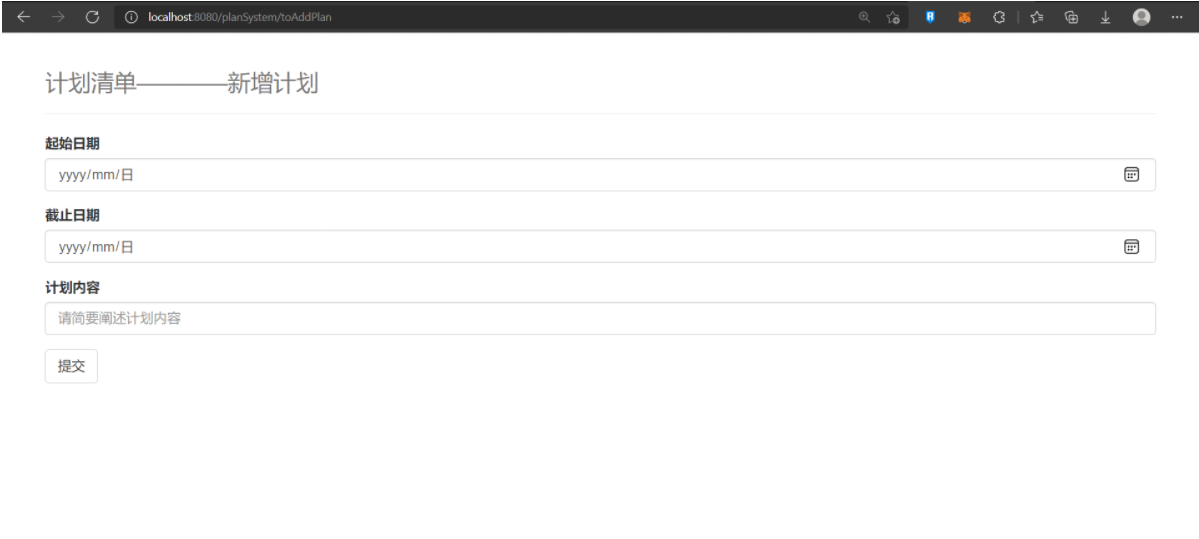 localhost:8080/planSystem/toAddPlan
计划清单————新增计划
起始日期
yyyy/mm/日
截止日期
yyyy/mm/日
计划内容
请简要阐述计划内容
提交